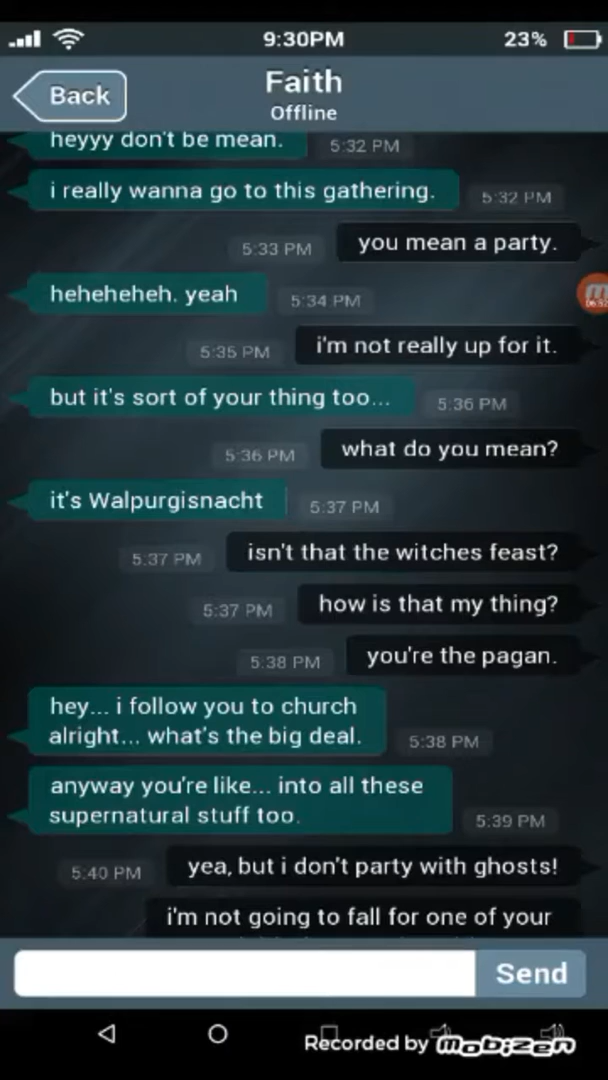 9:30PM
23%
Back
Faith
Offline
heyyy don't be mean.
5:32 PM
i really wanna go to this gathering.
5:32 PM
5:33 PM
you mean a party.
heheheheh. yeah
5:34 PM
5:35 PM
i'm not really up for it.
but it's sort of your thing too...
5:36 PM
5:36 PM
what do you mean?
it's Walpurgisnacht
5:37 PM
5:37 PM
isn't that the witches feast?
5:37 PM
how is that my thing?
5:38 PM
you're the pagan.
hey... i follow you to church
alright... what's the big deal.
5:38 PM
anyway you're like... into all these
supernatural stuff too.
5:39 PM
5:40 PM
yea, but i don't party with ghosts!
i'm not going to fall for one of your
Send
Recorded by mobizen